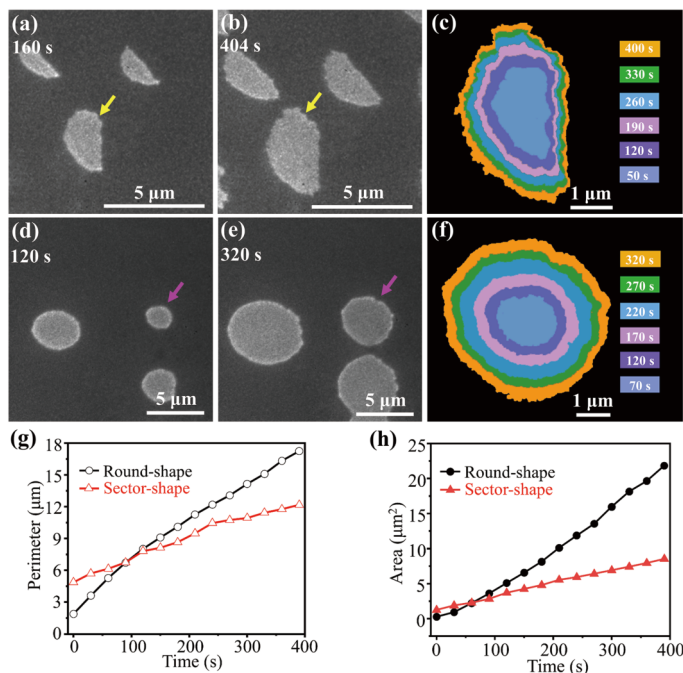 (a)
160 s
5 μm
(b)
404 s
5 μm
(c)
400 s
330 s
260 s
190 s
120 s
50 s
1 μm
(d)
120 s
5 μm
(e)
320 s
5 μm
(f)
320 s
270 s
220 s
170 s
120 s
70 s
1 μm
(g)
18
15
12
9
6
3
0
Perimeter (μm)
Round-shape
Sector-shape
0 100 200 300 400
Time (s)
(h)
25
20
15
10
5
0
Area (μm²)
Round-shape
Sector-shape
0 100 200 300 400
Time (s)